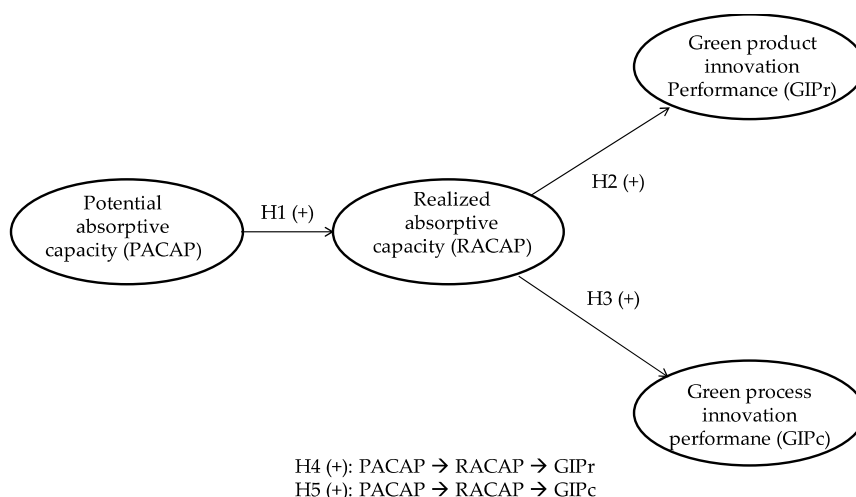 Green product
innovation
Performance (GIPr)
H2 (+)
Potential
absorptive
capacity (PACAP)
H1 (+)
Realized
absorptive
capacity (RACAP)
H3 (+)
Green process
innovation
performane (GIPc)
H4 (+): PACAP → RACAP → GIPr
H5 (+): PACAP → RACAP → GIPc